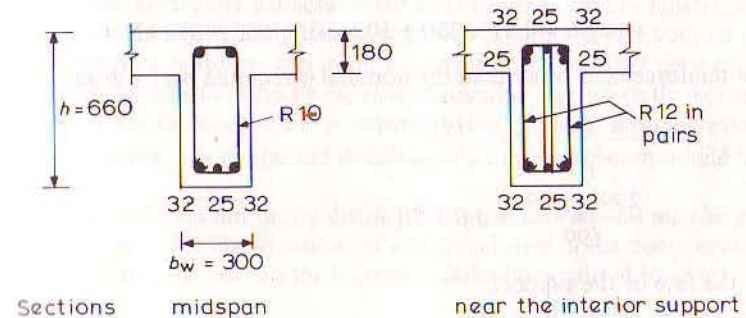 32 25 32
180
25 25
h = 660
R10
R12 in
pairs
32 25 32
32 25 32
bw = 300
Sections midspan near the interior support